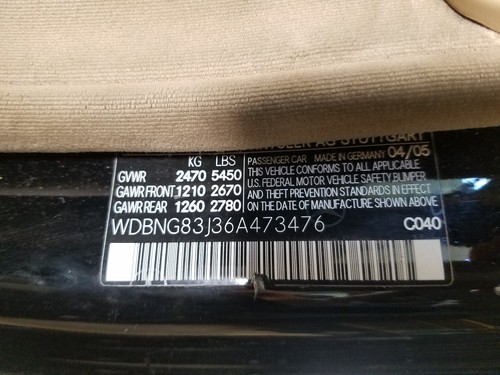 AG STUTTGART
KG LBS
GVWR 2470 5450
GAWR FRONT 1210 2670
GAWR REAR 1260 2780
PASSENGER CAR MADE IN GERMANY 04/05
THIS VEHICLE CONFORMS TO ALL APPLICABLE
U.S. FEDERAL MOTOR VEHICLE SAFETY BUMPER
AND THEFT PREVENTION STANDARDS IN EFFECT
ON THE DATE OF MANUFACTURE SHOWN ABOVE.
WDBNG83J36A473476 C040